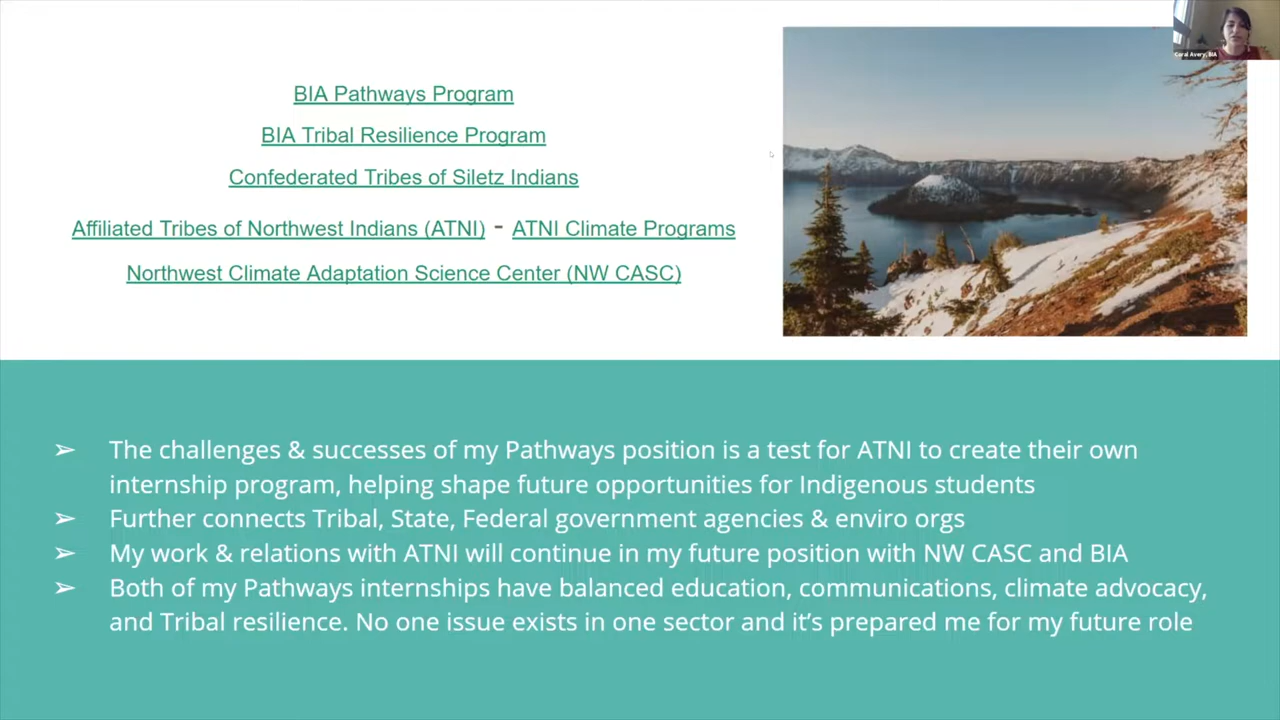 Coral Avery, BIA
BIA Pathways Program
BIA Tribal Resilience Program
Confederated Tribes of Siletz Indians
Affiliated Tribes of Northwest Indians (ATNI) - ATNI Climate Programs
Northwest Climate Adaptation Science Center (NW CASC)
➢ The challenges & successes of my Pathways position is a test for ATNI to create their own
internship program, helping shape future opportunities for Indigenous students
➢ Further connects Tribal, State, Federal government agencies & enviro orgs
➢ My work & relations with ATNI will continue in my future position with NW CASC and BIA
➢ Both of my Pathways internships have balanced education, communications, climate advocacy,
and Tribal resilience. No one issue exists in one sector and it’s prepared me for my future role